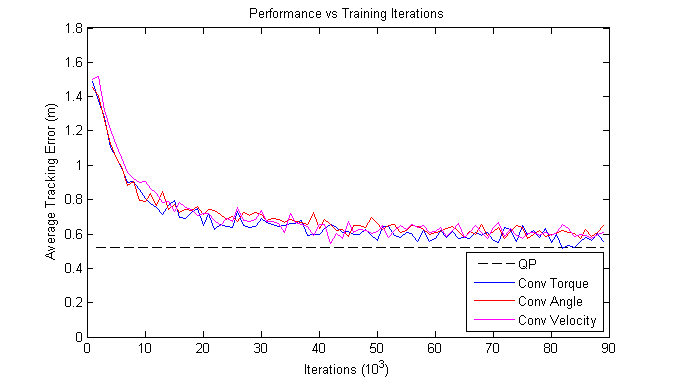 Performance vs Training Iterations
Average Tracking Error (m)
1.8
1.6
1.4
1.2
1
0.8
0.6
0.4
0.2
0
0 10 20 30 40 50 60 70 80 90
Iterations (10³)
QP
Conv Torque
Conv Angle
Conv Velocity